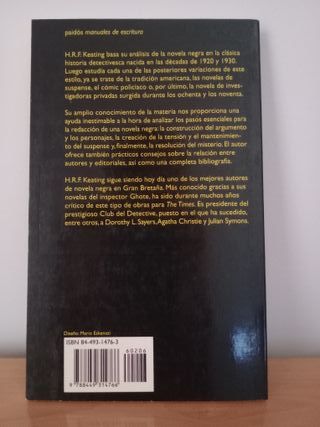 paidós manuales de escritura
H.R.F. Keating basa su análisis de la novela negra en la clásica
historia detectivesca nacida en las décadas de 1920 y 1930.
Luego estudia cada una de las posteriores variaciones de este
estilo, ya se trate de la tradición americana, las novelas de
suspense, el cómic policíaco o, por último, la novela de inves-
tigadoras privadas surgida durante los ochenta y los noventa.
Su amplio conocimiento de la materia nos proporciona una
ayuda inestimable a la hora de analizar los pasos esenciales para
la redacción de una novela negra: la construcción del argumento
y los personajes, la creación de la tensión y el mantenimiento
del suspense y, finalmente, la resolución del misterio. El autor
ofrece también prácticos consejos sobre la relación entre
autores y editoriales, así como una completa bibliografía.
H.R.F. Keating sigue siendo hoy día uno de los mejores autores
de novela negra en Gran Bretaña. Más conocido gracias a sus
novelas del inspector Ghote, ha sido durante muchos años
crítico de este tipo de obras para The Times. Es presidente del
prestigioso Club del Detective, puesto en el que ha sucedido,
entre otros, a Dorothy L. Sayers, Agatha Christie y Julian Symons.
Diseño: Mario Eskenazi
ISBN 84-493-1476-3
60206
9 788449 314766